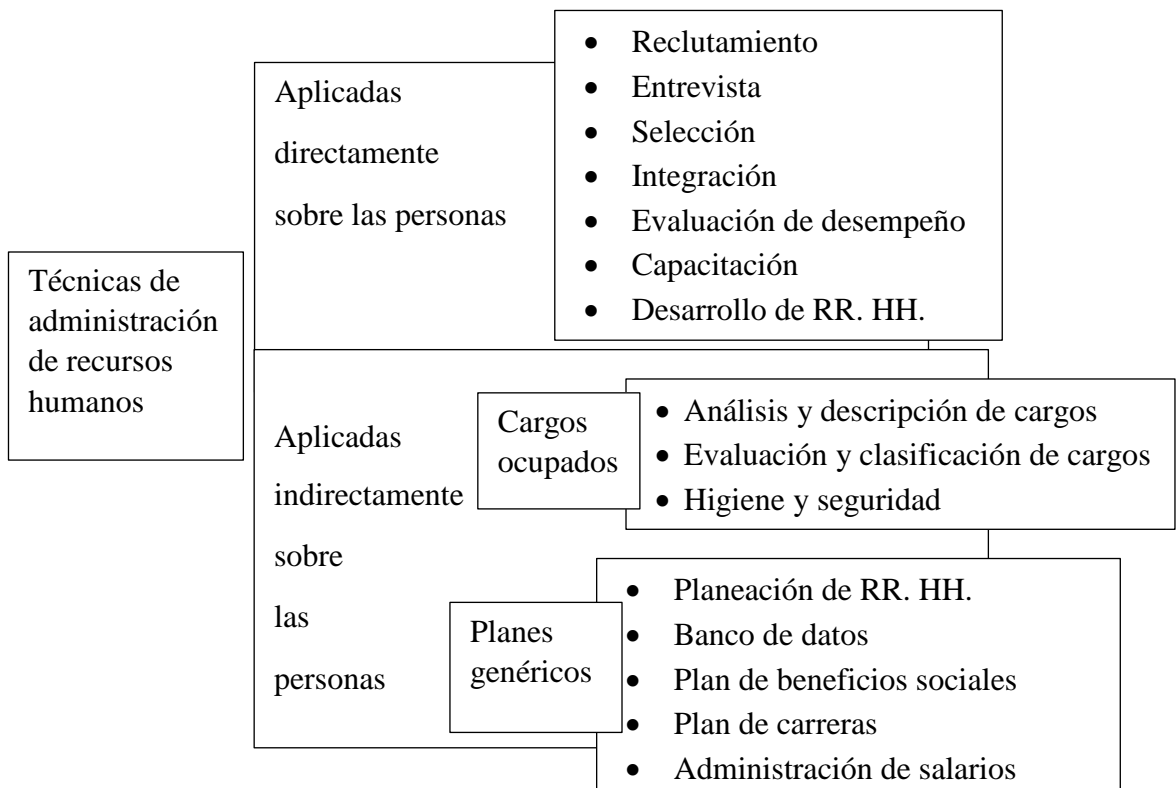 Técnicas de
administración
de recursos
humanos
Aplicadas
directamente
sobre las personas
• Reclutamiento
• Entrevista
• Selección
• Integración
• Evaluación de desempeño
• Capacitación
• Desarrollo de RR. HH.
Aplicadas
indirectamente
sobre
las
personas
Cargos
ocupados
• Análisis y descripción de cargos
• Evaluación y clasificación de cargos
• Higiene y seguridad
Planes
genéricos
• Planeación de RR. HH.
• Banco de datos
• Plan de beneficios sociales
• Plan de carreras
• Administración de salarios